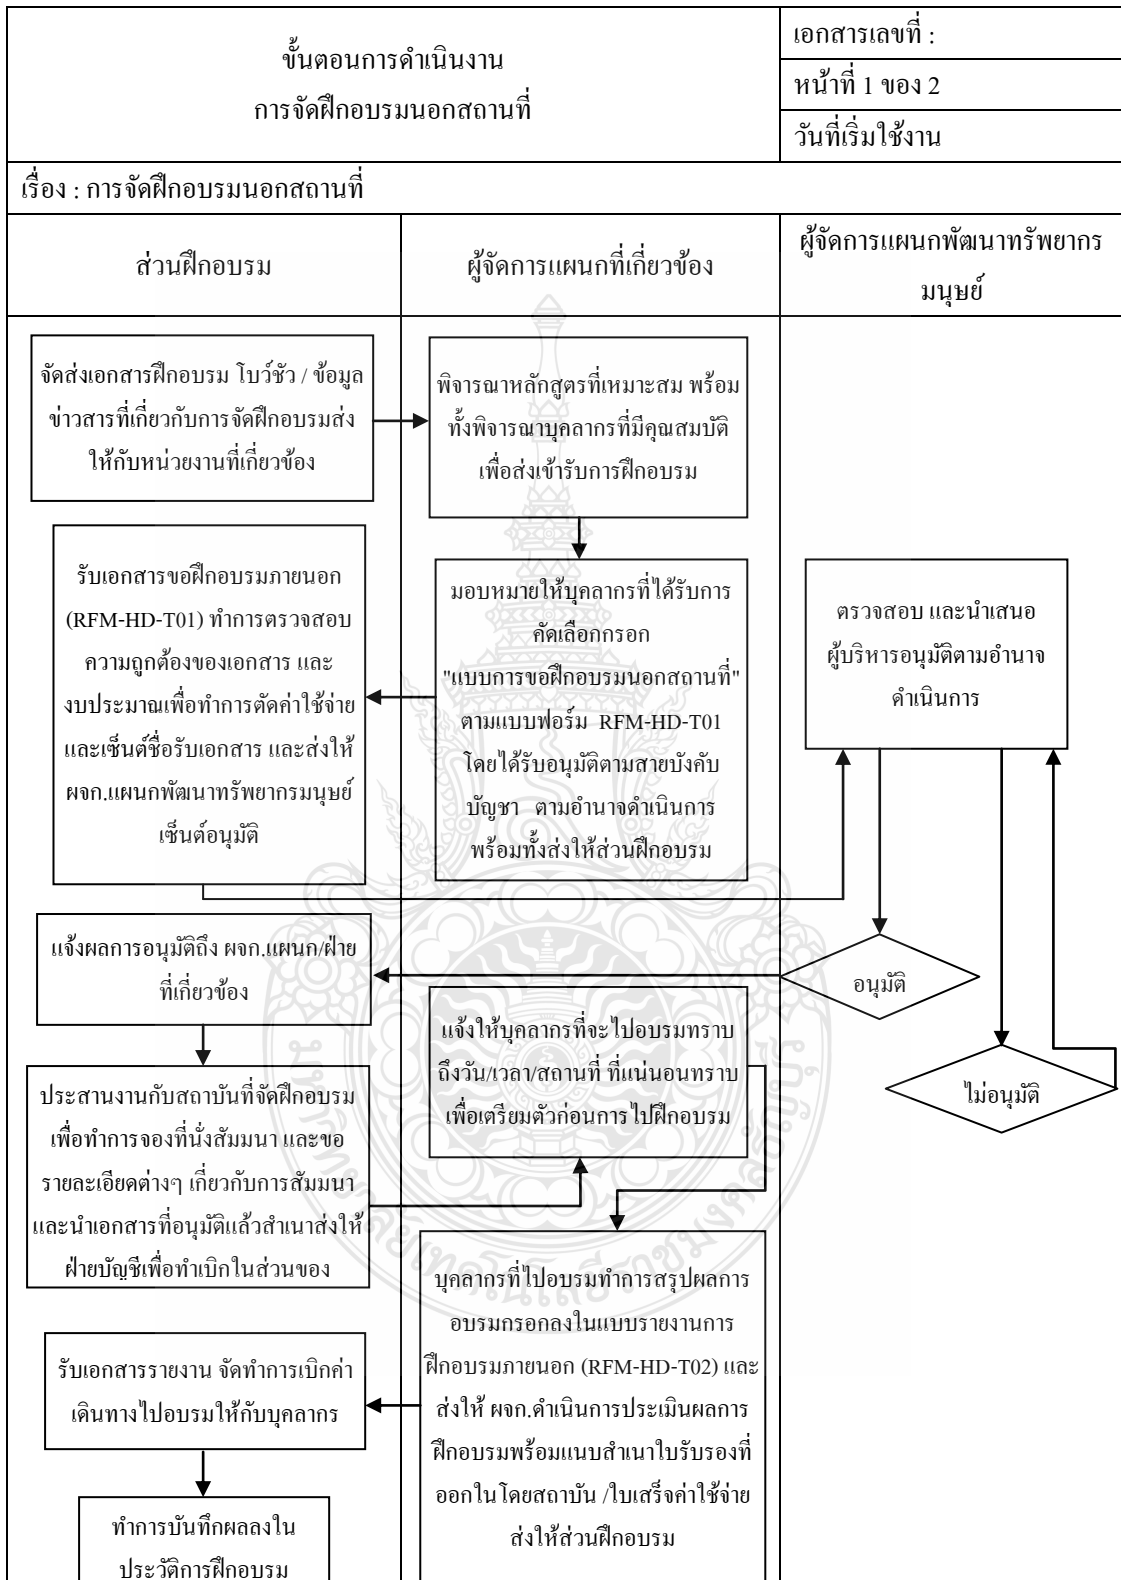 ขั้นตอนการดำเนินงาน
การจัดฝึกอบรมนอกสถานที่
เอกสารเลขที่ :
หน้าที่ 1 ของ 2
วันที่เริ่มใช้งาน
เรื่อง : การจัดฝึกอบรมนอกสถานที่
ส่วนฝึกอบรม
ผู้จัดการแผนกที่เกี่ยวข้อง
ผู้จัดการแผนกพัฒนาทรัพยากร
มนุษย์
จัดส่งเอกสารฝึกอบรม โบว์ชัว / ข้อมูล
ข่าวสารที่เกี่ยวกับการจัดฝึกอบรมส่ง
ให้กับหน่วยงานที่เกี่ยวข้อง
พิจารณาหลักสูตรที่เหมาะสม พร้อม
ทั้งพิจารณาบุคลากรที่มีคุณสมบัติ
เพื่อส่งเข้ารับการฝึกอบรม
มอบหมายให้บุคลากรที่ได้รับการ
คัดเลือกกรอก
"แบบการขอฝึกอบรมนอกสถานที่"
ตามแบบฟอร์ม RFM-HD-T01
โดยได้รับอนุมัติตามสายบังคับ
บัญชา ตามอำนาจดำเนินการ
พร้อมทั้งส่งให้ส่วนฝึกอบรม
รับเอกสารขอฝึกอบรมภายนอก
(RFM-HD-T01) ทำการตรวจสอบ
ความถูกต้องของเอกสาร และ
งบประมาณเพื่อทำการตัดค่าใช้จ่าย
และเซ็นต์ชื่อรับเอกสาร และส่งให้
ผจก.แผนกพัฒนาทรัพยากรมนุษย์
เซ็นต์อนุมัติ
ตรวจสอบ และนำเสนอ
ผู้บริหารอนุมัติตามอำนาจ
ดำเนินการ
อนุมัติ
ไม่อนุมัติ
แจ้งผลการอนุมัติถึง ผจก.แผนก/ฝ่าย
ที่เกี่ยวข้อง
ประสานงานกับสถาบันที่จัดฝึกอบรม
เพื่อทำการจองที่นั่งสัมมนา และขอ
รายละเอียดต่างๆ เกี่ยวกับการสัมมนา
และนำเอกสารที่อนุมัติแล้วสำเนาส่งให้
ฝ่ายบัญชีเพื่อทำเบิกในส่วนของ
แจ้งให้บุคลากรที่จะไปอบรมทราบ
ถึงวัน/เวลา/สถานที่ ที่แน่นอนทราบ
เพื่อเตรียมตัวก่อนการไปฝึกอบรม
บุคลากรที่ไปอบรมทำการสรุปผลการ
อบรมกรอกลงในแบบรายงานการ
ฝึกอบรมภายนอก (RFM-HD-T02) และ
ส่งให้ ผจก.ดำเนินการประเมินผลการ
ฝึกอบรมพร้อมแนบสำเนาใบรับรองที่
ออกในโดยสถาบัน /ใบเสร็จค่าใช้จ่าย
ส่งให้ส่วนฝึกอบรม
รับเอกสารรายงาน จัดทำการเบิกค่า
เดินทางไปอบรมให้กับบุคลากร
ทำการบันทึกผลลงใน
ประวัติการฝึกอบรม
มหาวิทยาลัยเทคโนโลยีราชมงคลธัญบุรี